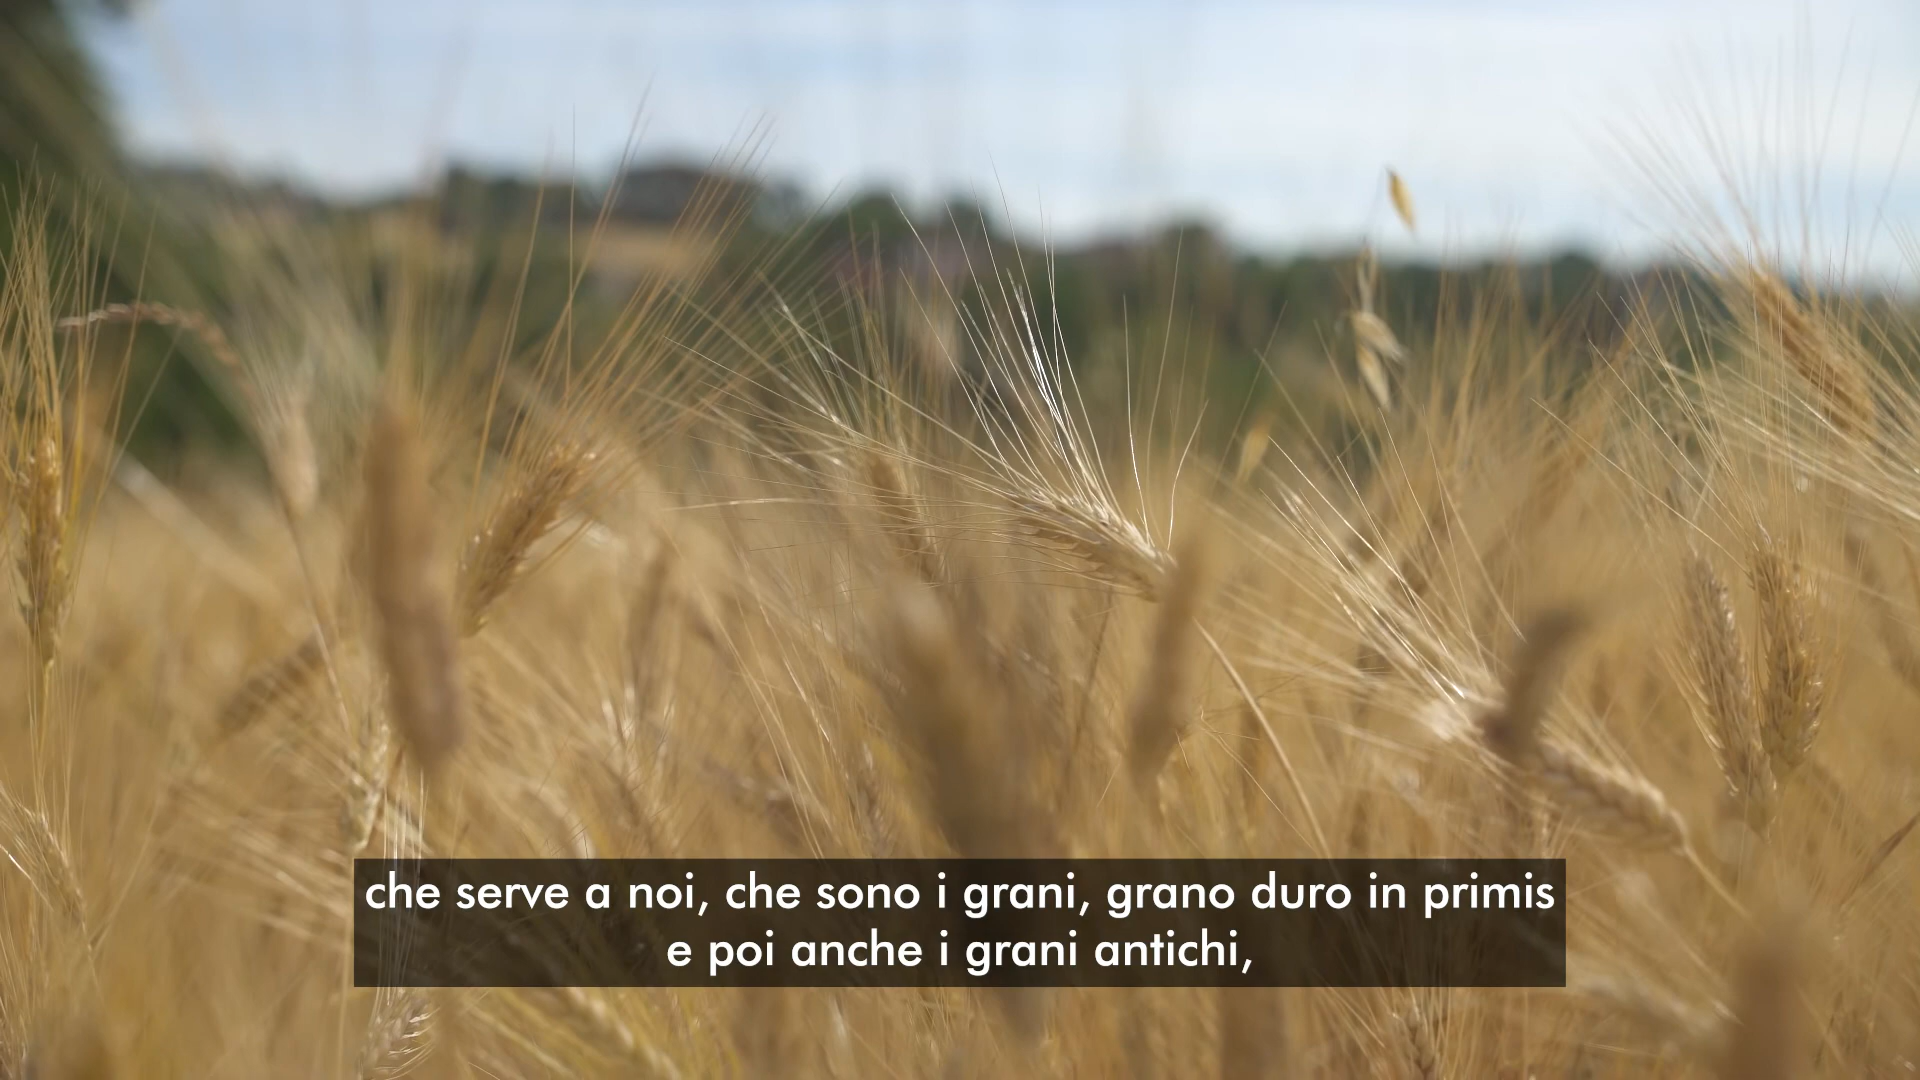 che serve a noi, che sono i grani, grano duro in primis
e poi anche i grani antichi,